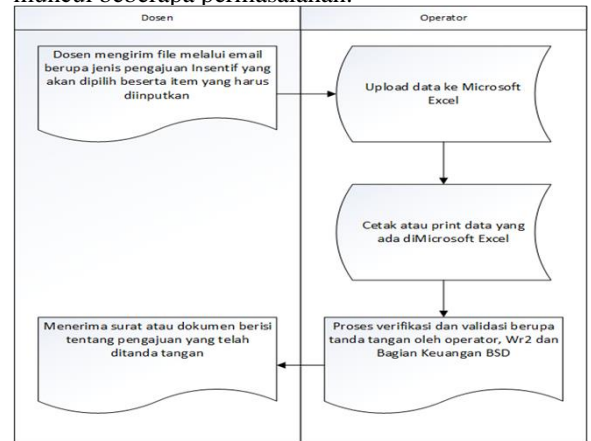 muncul beberapa permasalahan.
Dosen
Operator
Dosen mengirim file melalui email
berupa jenis pengajuan Insentif yang
akan dipilih beserta item yang harus
diinputkan
Upload data ke Microsoft
Excel
Cetak atau print data yang
ada diMicrosoft Excel
Proses verifikasi dan validasi berupa
tanda tangan oleh operator, Wr2 dan
Bagian Keuangan BSD
Menerima surat atau dokumen berisi
tentang pengajuan yang telah
ditanda tangan